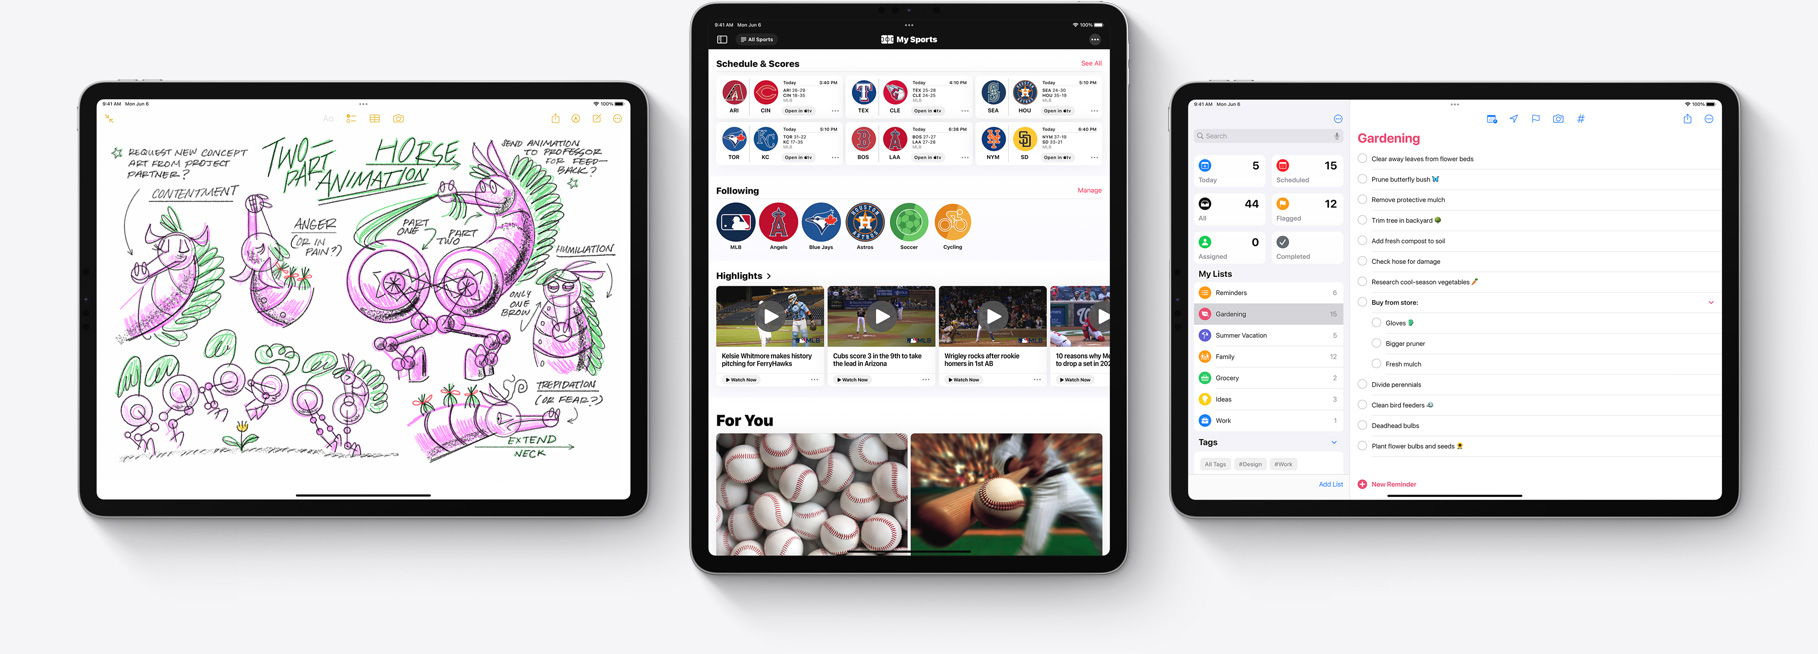 9:41 AM Mon Jun 6
100%
Aa
REQUEST NEW CONCEPT
ART FROM PROJECT
PARTNER?
CONTENTMENT
TWO-
PART
HORSE
ANIMATION
SEND ANIMATION
TO PROFESSOR
FOR FEED-
BACK?
ANGER
(OR IN
PAIN?)
PART
ONE
PART
TWO
HUMILIATION
ONLY
ONE
BROW
TREPIDATION
(OR FEAR?)
EXTEND
NECK
9:41 AM Mon Jun 6
100%
All Sports
My Sports
Schedule & Scores
See All
ARI
CIN
Today 3:40 PM
ARI 26-29
CIN 18-35
MLB
Open in tv
TEX
CLE
Today 4:10 PM
TEX 25-28
CLE 24-25
MLB
Open in tv
SEA
HOU
Today 5:10 PM
SEA 24-30
HOU 35-19
MLB
Open in tv
TOR
KC
Today 5:10 PM
TOR 31-22
KC 17-35
MLB
Open in tv
BOS
LAA
Today 6:38 PM
BOS 27-27
LAA 27-28
MLB
Open in tv
NYM
SD
Today 6:40 PM
NYM 37-19
SD 33-21
MLB
Open in tv
Following
Manage
MLB
Angels
Blue Jays
HOUSTON
ASTROS
Astros
Soccer
Cycling
Highlights
MLB
Kelsie Whitmore makes history
pitching for FerryHawks
Watch Now
MLB
Cubs score 3 in the 9th to take
the lead in Arizona
Watch Now
MLB
Wrigley rocks after rookie
homers in 1st AB
Watch Now
10 reasons why M
to drop a set in 202
Watch Now
For You
9:41 AM Mon Jun 6
100%
Search
Today
5
Scheduled
15
All
44
Flagged
12
Assigned
0
Completed
My Lists
Reminders 6
Gardening 15
Summer Vacation 5
Family 12
Grocery 2
Ideas 3
Work 1
Tags
All Tags
#Design
#Work
Add List
Gardening
Clear away leaves from flower beds
Prune butterfly bush 🦋
Remove protective mulch
Trim tree in backyard 🌳
Add fresh compost to soil
Check hose for damage
Research cool-season vegetables 🥕
Buy from store:
Gloves 🧤
Bigger pruner
Fresh mulch
Divide perennials
Clean bird feeders
Deadhead bulbs
Plant flower bulbs and seeds 🌻
New Reminder